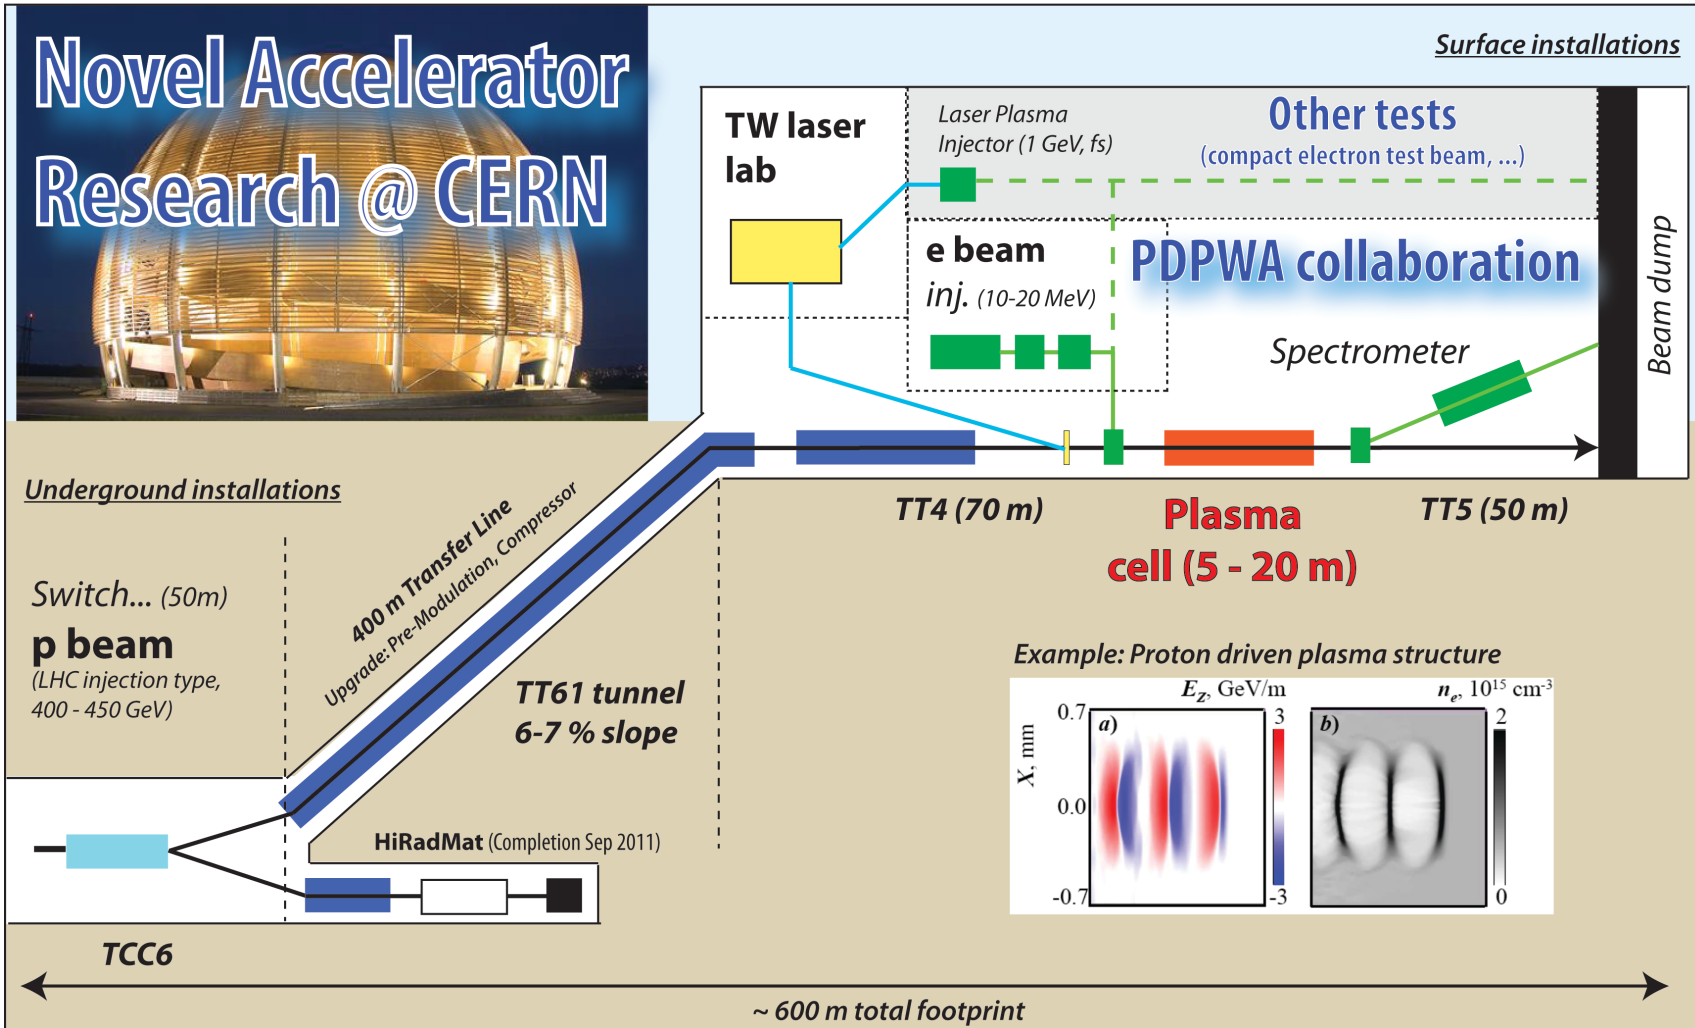 Novel Accelerator
Research @ CERN
Surface installations
TW laser
lab
Laser Plasma
Injector (1 GeV, fs)
Other tests
(compact electron test beam, ...)
e beam
inj. (10-20 MeV)
PDPWA collaboration
Spectrometer
Beam dump
Underground installations
400 m Transfer Line
Upgrade: Pre-Modulation, Compressor
TT4 (70 m)
Plasma
cell (5 - 20 m)
TT5 (50 m)
Switch... (50m)
p beam
(LHC injection type,
400 - 450 GeV)
TT61 tunnel
6-7 % slope
Example: Proton driven plasma structure
E_z, GeV/m
n_e, 10^15 cm^-3
X, mm
0.7
0.0
-0.7
a)
3
-3
b)
2
0
HiRadMat (Completion Sep 2011)
TCC6
~ 600 m total footprint